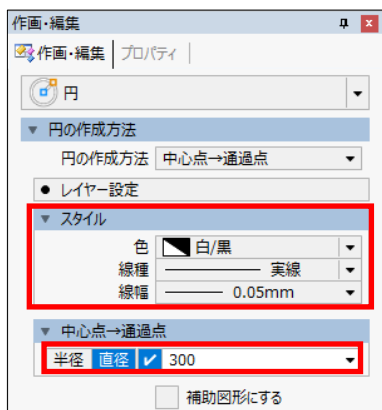 作画・編集
作画・編集 プロパティ
円
円の作成方法
円の作成方法 中心点→通過点
レイヤー設定
スタイル
色 白/黒
線種 実線
線幅 0.05mm
中心点→通過点
半径 直径 300
補助図形にする